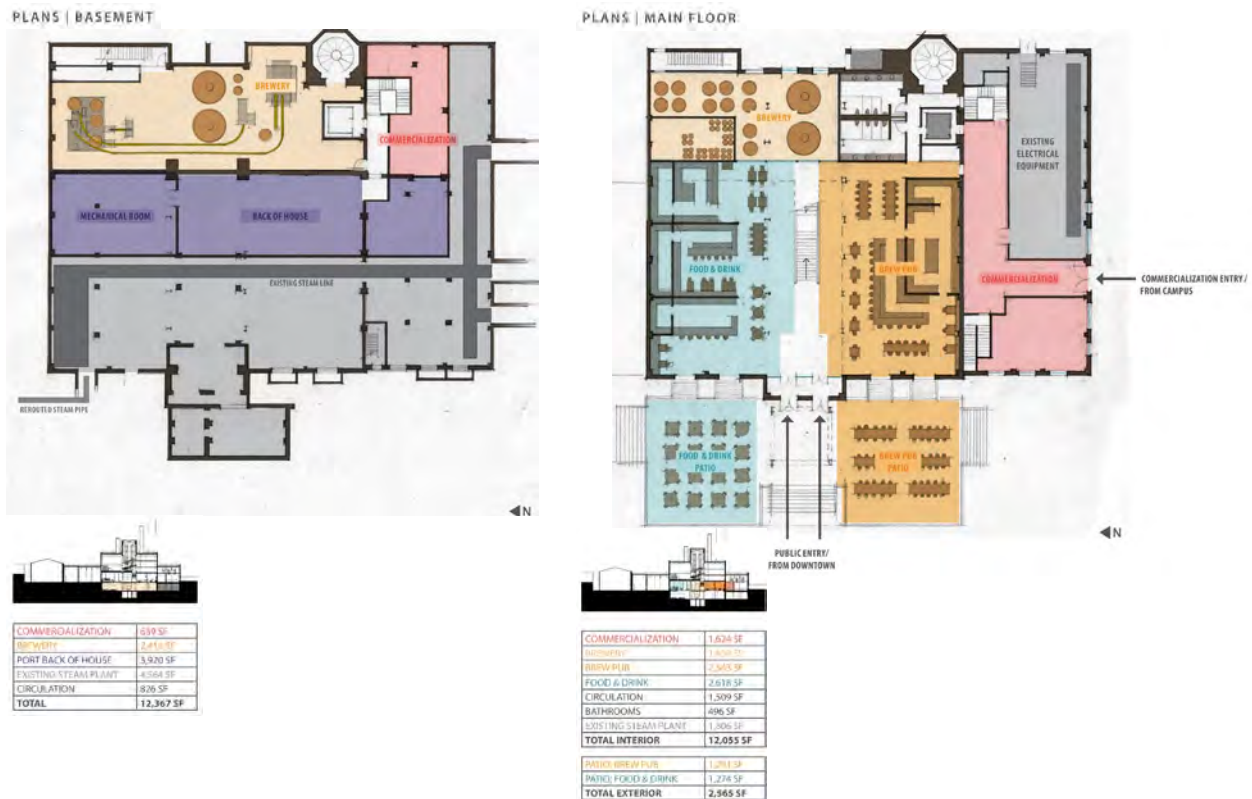 PLANS | BASEMENT
BREWERY
COMMERCIALIZATION
MECHANICAL ROOM
BACK OF HOUSE
EXISTING STEAM LINE
REROUTED STEAM PIPE
N
COMMERCIALIZATION 639 SF
BREWERY 2,418 SF
PORT BACK OF HOUSE 3,920 SF
EXISTING STEAM PLANT 4,564 SF
CIRCULATION 826 SF
TOTAL 12,367 SF
PLANS | MAIN FLOOR
BREWERY
EXISTING
ELECTRICAL
EQUIPMENT
FOOD & DRINK
BREW PUB
COMMERCIALIZATION
COMMERCIALIZATION ENTRY/
FROM CAMPUS
FOOD & DRINK
PATIO
BREW PUB
PATIO
PUBLIC ENTRY/
FROM DOWNTOWN
N
COMMERCIALIZATION 1,624 SF
BREWERY SF
BREW PUB SF
FOOD & DRINK 2,618 SF
CIRCULATION 1,509 SF
BATHROOMS 496 SF
EXISTING STEAM PLANT 1,806 SF
TOTAL INTERIOR 12,055 SF
PATIO: BREW PUB 1,291 SF
PATIO: FOOD & DRINK 1,274 SF
TOTAL EXTERIOR 2,565 SF